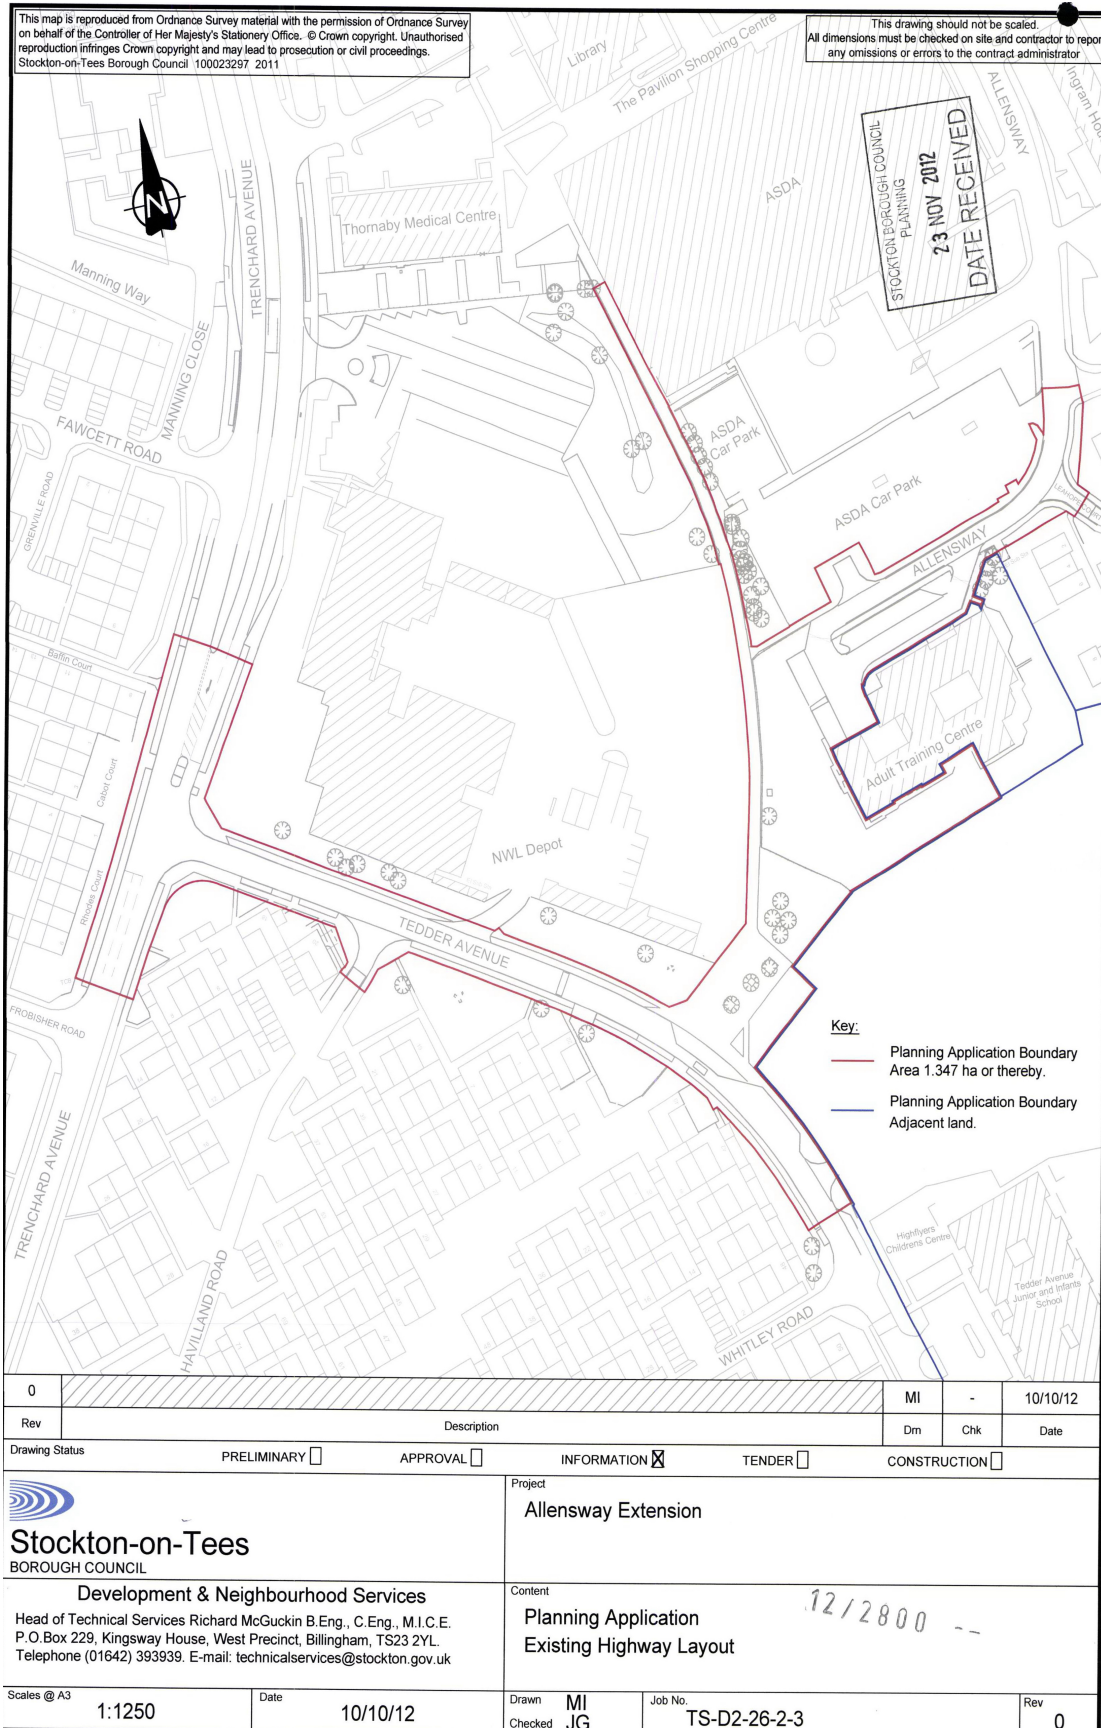 This map is reproduced from Ordnance Survey material with the permission of Ordnance Survey
on behalf of the Controller of Her Majesty's Stationery Office. © Crown copyright. Unauthorised
reproduction infringes Crown copyright and may lead to prosecution or civil proceedings.
Stockton-on-Tees Borough Council 100023297 2011
This drawing should not be scaled.
All dimensions must be checked on site and contractor to repor
any omissions or errors to the contract administrator
Library
The Pavilion Shopping Centre
ALLENSWAY
Ingram Ho
STOCKTON BOROUGH COUNCIL
PLANNING
23 NOV 2012
DATE RECEIVED
ASDA
N
TRENCHARD AVENUE
Thornaby Medical Centre
Manning Way
MANNING CLOSE
FAWCETT ROAD
GRENVILLE ROAD
ASDA
Car Park
ASDA Car Park
ALLENSWAY
Baffin Court
Cabot Court
Rhodes Court
Adult Training Centre
NWL Depot
TEDDER AVENUE
FROBISHER ROAD
TRENCHARD AVENUE
HAVILLAND ROAD
WHITLEY ROAD
Key:
Planning Application Boundary
Area 1.347 ha or thereby.
Planning Application Boundary
Adjacent land.
Highflyers
Childrens Centre
Tedder Avenue
Junior and Infants
School
0
MI
-
10/10/12
Rev
Description
Drn
Chk
Date
Drawing Status
PRELIMINARY
APPROVAL
INFORMATION
TENDER
CONSTRUCTION
Stockton-on-Tees
BOROUGH COUNCIL
Project
Allensway Extension
Development & Neighbourhood Services
Head of Technical Services Richard McGuckin B.Eng., C.Eng., M.I.C.E.
P.O.Box 229, Kingsway House, West Precinct, Billingham, TS23 2YL.
Telephone (01642) 393939. E-mail: technicalservices@stockton.gov.uk
Content
Planning Application
Existing Highway Layout
12/2800 --
Scales @ A3
1:1250
Date
10/10/12
Drawn MI
Checked JG
Job No.
TS-D2-26-2-3
Rev
0